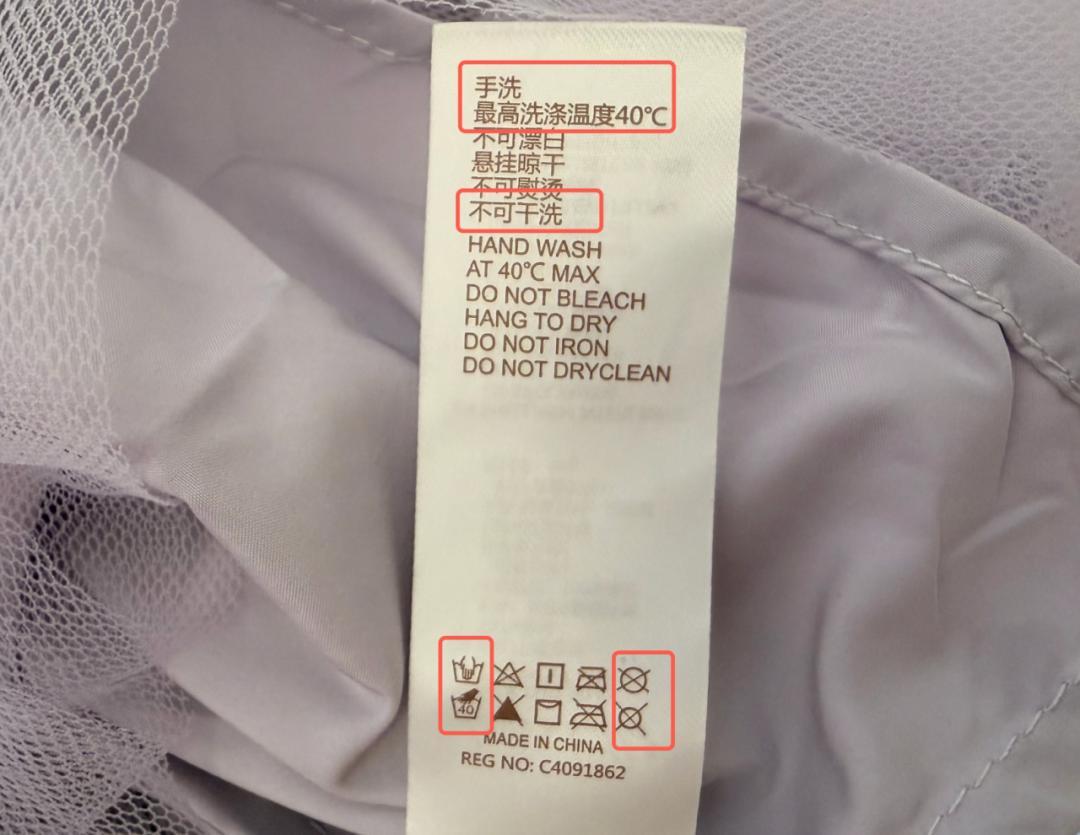 手洗
最高洗涤温度40℃
不可漂白
悬挂晾干
不可熨烫
不可干洗
HAND WASH
AT 40℃ MAX
DO NOT BLEACH
HANG TO DRY
DO NOT IRON
DO NOT DRYCLEAN
40
MADE IN CHINA
REG NO: C4091862